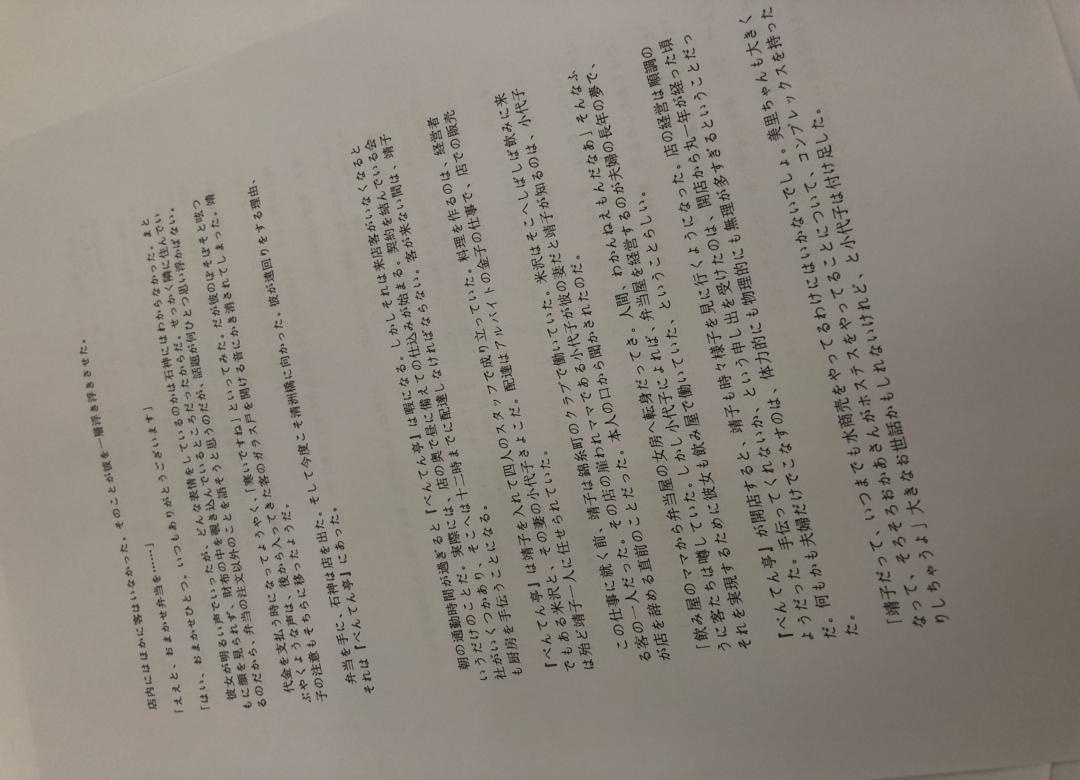 店内にはほかに客はいなかった。そのことが彼を一層浮き浮きさせた。
「ええと、おまかせ弁当を……」
「はい、おまかせひとつ。いつもありがとうございます」
彼女が明るい声でいったが、どんな表情をしているのかは石神にはわからなかった。まと
もに顔を見られず、財布の中を覗き込んでいるところだったからだ。せっかく隣に住んでい
るのだから、弁当の注文以外のことを話そうと思うのだが、話題が何ひとつ思い浮かばない。
代金を支払う時になってようやく、「寒いですね」といってみた。だが彼のぼそぼそと呟つ
ぶやくような声は、後から入ってきた客のガラス戸を開ける音にかき消されてしまった。靖
子の注意もそちらに移ったようだ。
弁当を手に、石神は店を出た。そして今度こそ清洲橋に向かった。彼が遠回りをする理由、
それは『べんてん亭』にあった。
朝の通勤時間が過ぎると『べんてん亭』は暇になる。しかしそれは来店客がいなくなると
いうだけのことだ。実際には、店の奥で昼に備えての仕込みが始まる。契約を結んでいる会
社がいくつかあり、そこへは十二時までに配達しなければならない。客が来ない間は、靖子
も厨房を手伝うことになる。
『べんてん亭』は靖子を入れて四人のスタッフで成り立っていた。料理を作るのは、経営者
でもある米沢と、その妻の小代子さよこだ。配達はアルバイトの金子の仕事で、店での販売
は殆ど靖子一人に任せられていた。
この仕事に就く前、靖子は錦糸町のクラブで働いていた。米沢はそこへしばしば飲みに来
る客の一人だった。その店の雇われママである小代子が彼の妻だと靖子が知るのは、小代子
が店を辞める直前のことだった。本人の口から聞かされたのだ。
「飲み屋のママから弁当屋の女房へ転身だってさ。人間、わかんねえもんだなあ」そんなふ
うに客たちは噂していた。しかし小代子によれば、弁当屋を経営するのが夫婦の長年の夢で、
それを実現するために彼女も飲み屋で働いていた、ということらしい。
『べんてん亭』が開店すると、靖子も時々様子を見に行くようになった。店の経営は順調の
ようだった。手伝ってくれないか、という申し出を受けたのは、開店から丸一年が経った頃
だ。何もかも夫婦だけでこなすのは、体力的にも物理的にも無理が多すぎるということだっ
た。
「靖子だって、いつまでも水商売をやってるわけにはいかないでしょ。美里ちゃんも大きく
なって、そろそろおかあさんがホステスをやってることについて、コンプレックスを持った
りしちゃうよ」大きなお世話かもしれないけれど、と小代子は付け足した。